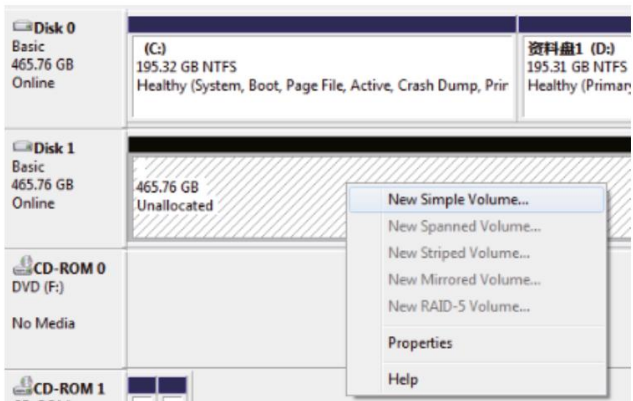 Disk 0
Basic
465.76 GB
Online
(C:)
195.32 GB NTFS
Healthy (System, Boot, Page File, Active, Crash Dump, Prir
资料盘1 (D:)
195.31 GB NTFS
Healthy (Primary
Disk 1
Basic
465.76 GB
Online
465.76 GB
Unallocated
New Simple Volume...
New Spanned Volume...
New Striped Volume...
New Mirrored Volume...
New RAID-5 Volume...
Properties
Help
CD-ROM 0
DVD (F:)
No Media
CD-ROM 1